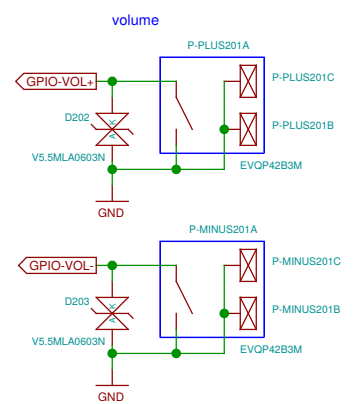 volume
P-PLUS201A
GPIO-VOL+
P-PLUS201C
D202
A K
P-PLUS201B
V5.5MLA0603N
EVQP42B3M
GND
P-MINUS201A
GPIO-VOL-
P-MINUS201C
D203
A K
P-MINUS201B
V5.5MLA0603N
EVQP42B3M
GND